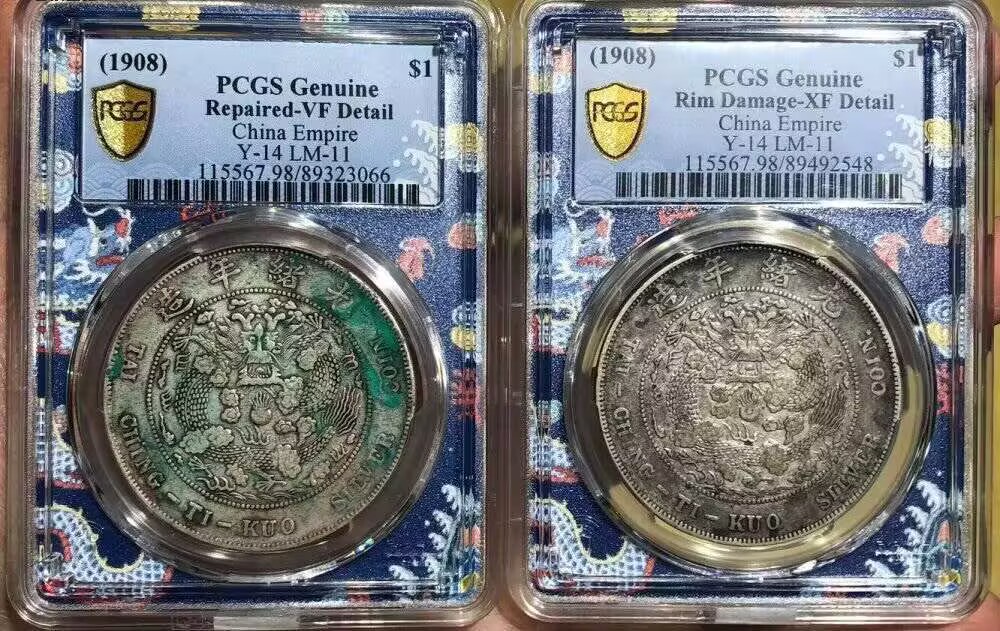 (1908)
$1
PCGS Genuine
Repaired-VF Detail
China Empire
Y-14 LM-11
115567.98/89323066
PCGS
造年緒光
TAI
CHING - TI - KUO
SILVER
COIN
(1908)
$1
PCGS Genuine
Rim Damage-XF Detail
China Empire
Y-14 LM-11
115567.98/89492548
PCGS
造年緒光
TAI - CHING - TI - KUO
SILVER
COIN